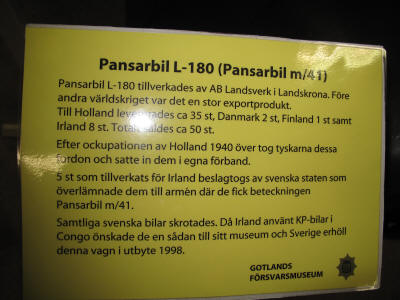 Pansarbil L-180 (Pansarbil m/41)
Pansarbil L-180 tillverkades av AB Landsverk i Landskrona. Före
andra världskriget var det en stor exportprodukt.
Till Holland levererades ca 35 st, Danmark 2 st, Finland 1 st samt
Irland 8 st. Totalt såldes ca 50 st.
Efter ockupationen av Holland 1940 över tog tyskarna dessa
fordon och satte in dem i egna förband.
5 st som tillverkats för Irland beslagtogs av svenska staten som
överlämnade dem till armén där de fick beteckningen
Pansarbil m/41.
Samtliga svenska bilar skrotades. Då Irland använt KP-bilar i
Congo önskade de en sådan till sitt museum och Sverige erhöll
denna vagn i utbyte 1998.
GOTLANDS
FÖRSVARSMUSEUM